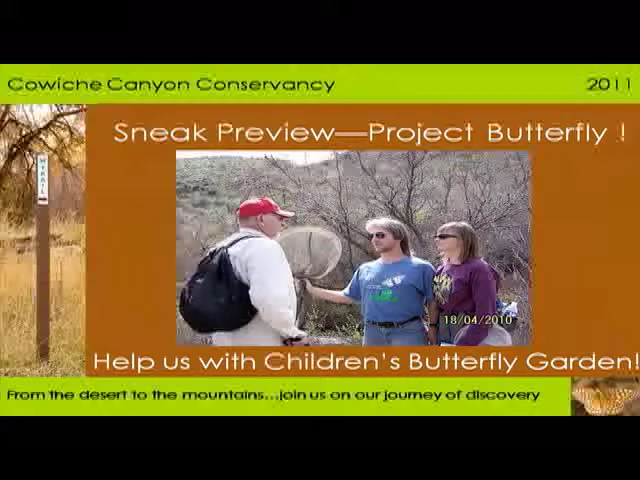 Cowiche Canyon Conservancy 2011
Sneak Preview—Project Butterfly !
TRAIL
18/04/2010
Help us with Children's Butterfly Garden!
From the desert to the mountains...join us on our journey of discovery